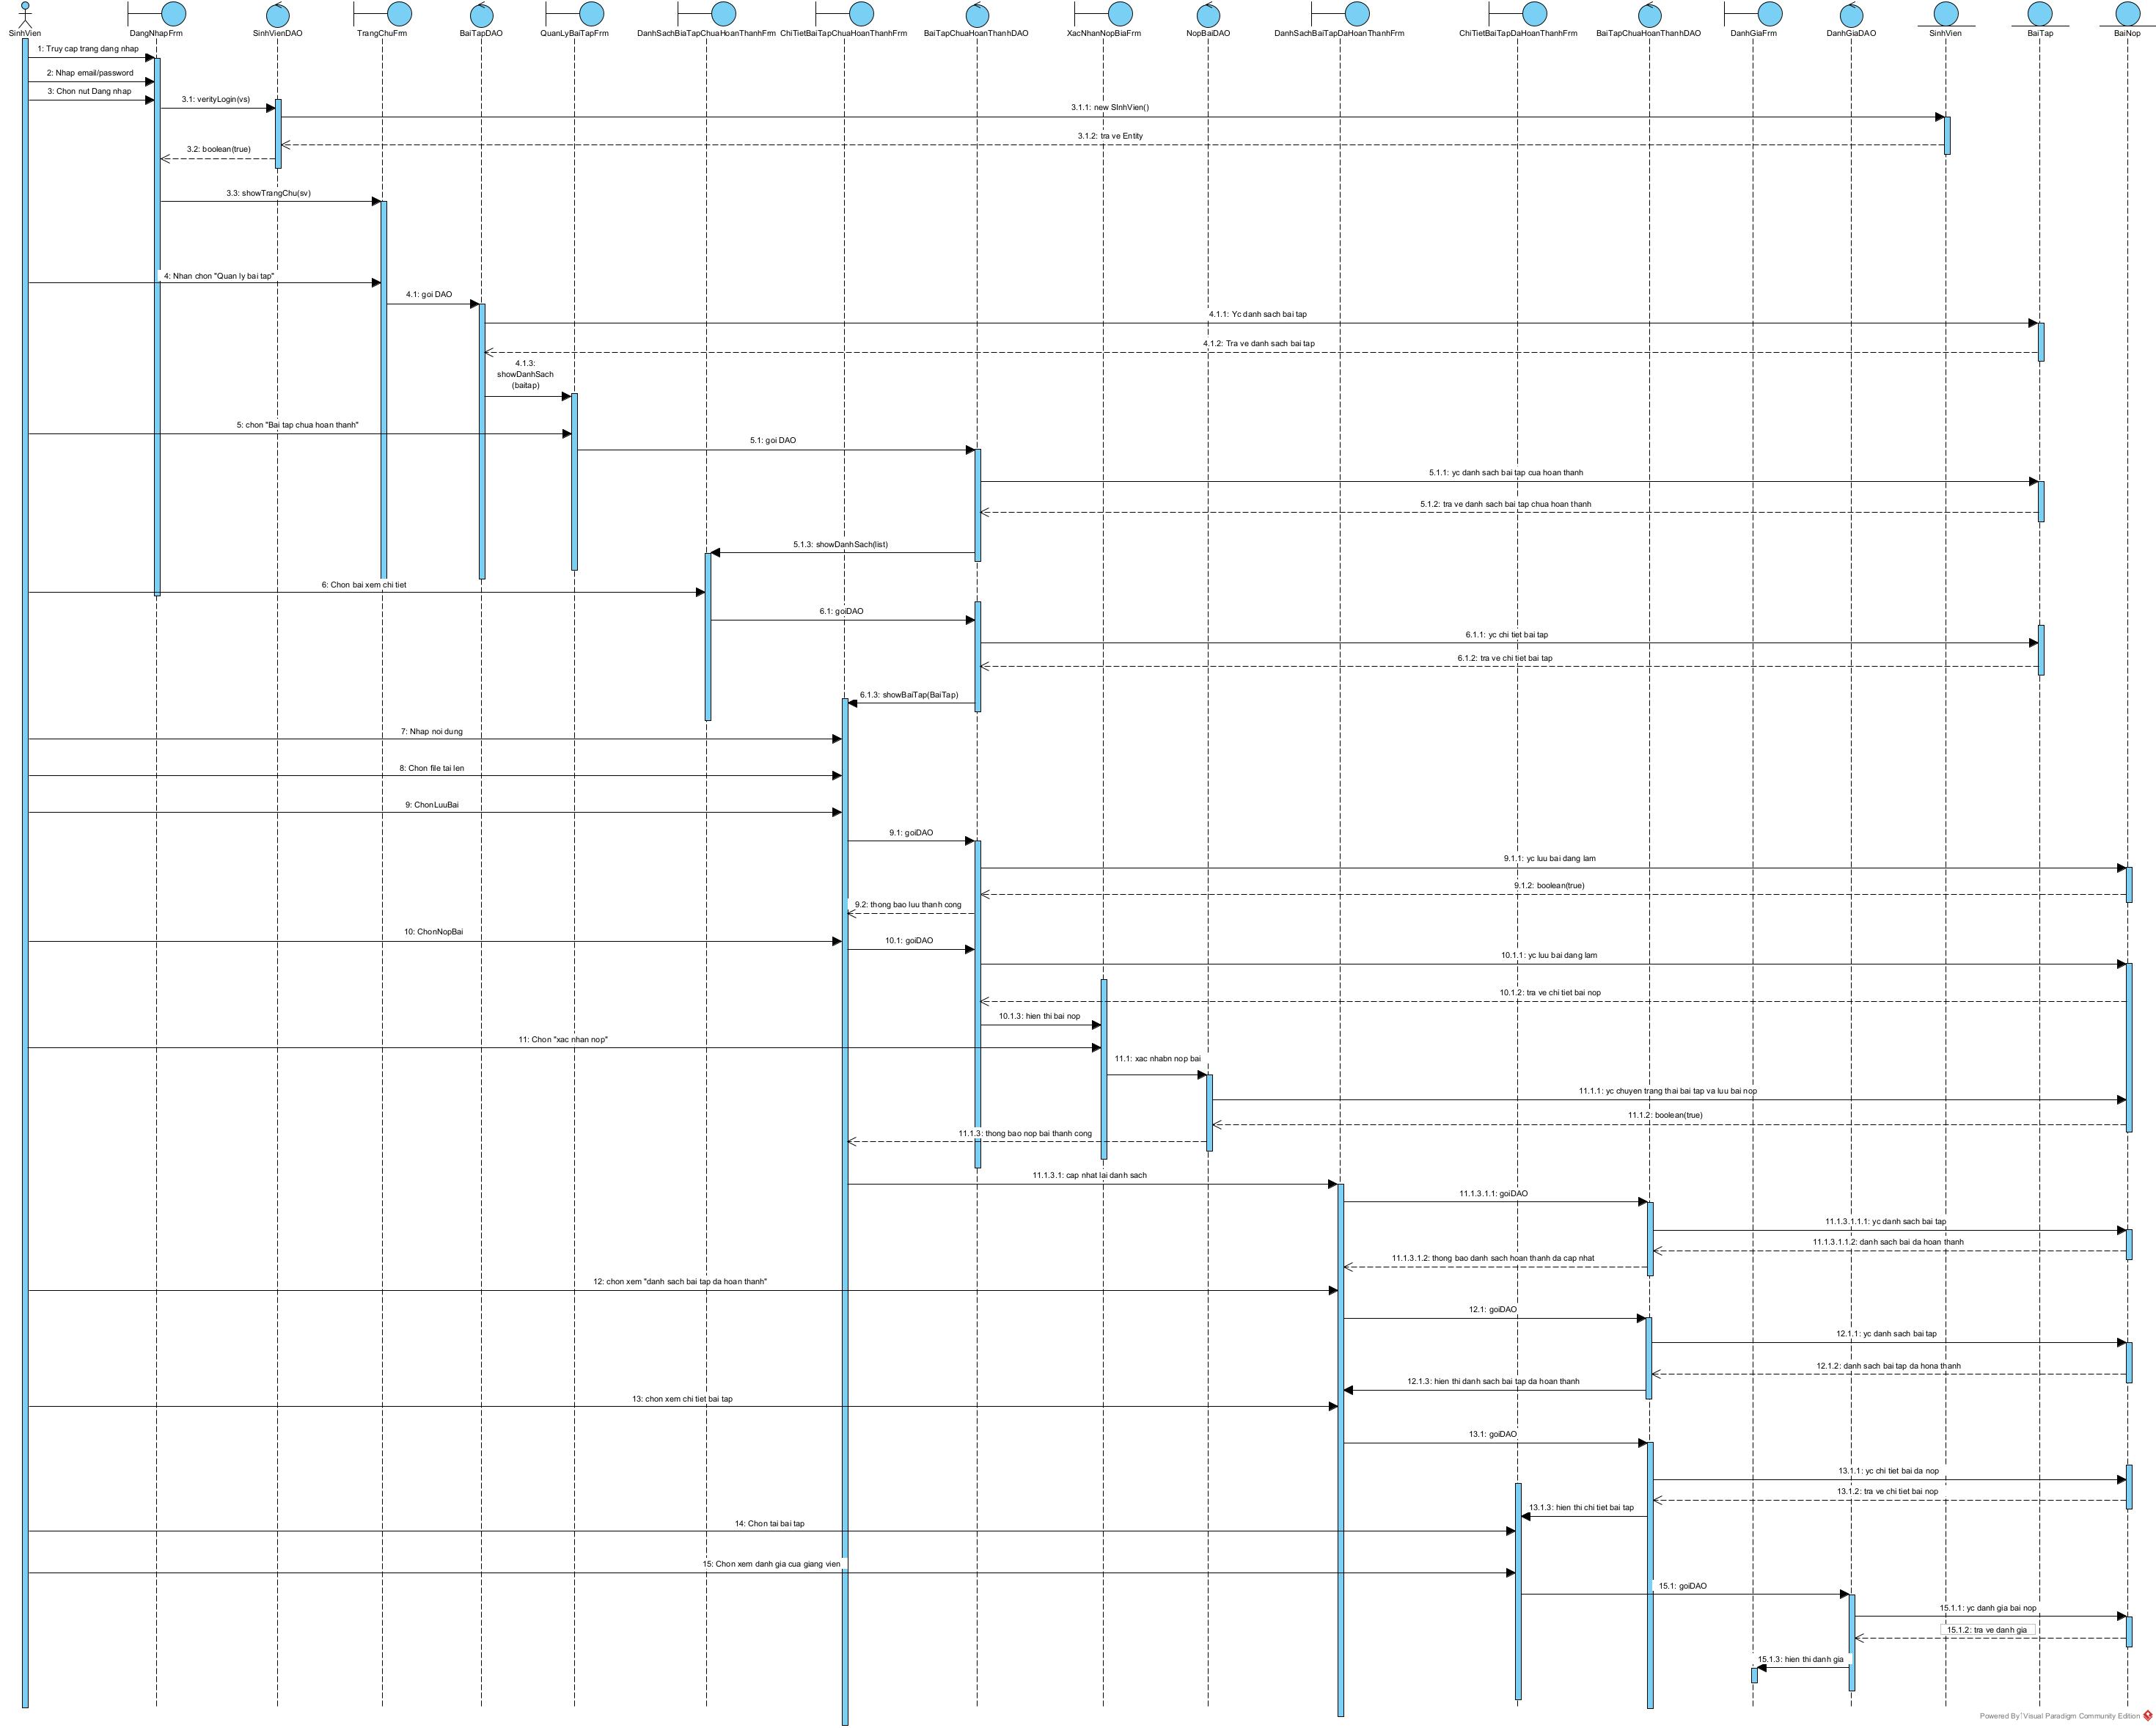 SinhVien
DangNhapFrm
SinhVienDAO
TrangChuFrm
BaiTapDAO
QuanLyBaiTapFrm
DanhSachBiaTapChuaHoanThanhFrm
ChiTietBaiTapChuaHoanThanhFrm
BaiTapChuaHoanThanhDAO
XacNhanNopBiaFrm
NopBaiDAO
DanhSachBaiTapDaHoanThanhFrm
ChiTietBaiTapDaHoanThanhFrm
BaiTapChuaHoanThanhDAO
DanhGiaFrm
DanhGiaDAO
SinhVien
BaiTap
BaiNop
1: Truy cap trang dang nhap
2: Nhap email/password
3: Chon nut Dang nhap
3.1: verityLogin(vs)
3.1.1: new SInhVien()
3.1.2: tra ve Entity
3.2: boolean(true)
3.3: showTrangChu(sv)
4: Nhan chon "Quan ly bai tap"
4.1: goi DAO
4.1.1: Yc danh sach bai tap
4.1.2: Tra ve danh sach bai tap
4.1.3:
showDanhSach
(baitap)
5: chon "Bai tap chua hoan thanh"
5.1: goi DAO
5.1.1: yc danh sach bai tap cua hoan thanh
5.1.2: tra ve danh sach bai tap chua hoan thanh
5.1.3: showDanhSach(list)
6: Chon bai xem chi tiet
6.1: goiDAO
6.1.1: yc chi tiet bai tap
6.1.2: tra ve chi tiet bai tap
6.1.3: showBaiTap(BaiTap)
7: Nhap noi dung
8: Chon file tai len
9: ChonLuuBai
9.1: goiDAO
9.1.1: yc luu bai dang lam
9.1.2: boolean(true)
9.2: thong bao luu thanh cong
10: ChonNopBai
10.1: goiDAO
10.1.1: yc luu bai dang lam
10.1.2: tra ve chi tiet bai nop
10.1.3: hien thi bai nop
11: Chon "xac nhan nop"
11.1: xac nhabn nop bai
11.1.1: yc chuyen trang thai bai tap va luu bai nop
11.1.2: boolean(true)
11.1.3: thong bao nop bai thanh cong
11.1.3.1: cap nhat lai danh sach
11.1.3.1.1: goiDAO
11.1.3.1.1.1: yc danh sach bai tap
11.1.3.1.1.2: danh sach bai da hoan thanh
11.1.3.1.2: thong bao danh sach hoan thanh da cap nhat
12: chon xem "danh sach bai tap da hoan thanh"
12.1: goiDAO
12.1.1: yc danh sach bai tap
12.1.2: danh sach bai tap da hona thanh
12.1.3: hien thi danh sach bai tap da hoan thanh
13: chon xem chi tiet bai tap
13.1: goiDAO
13.1.1: yc chi tiet bai da nop
13.1.2: tra ve chi tiet bai nop
13.1.3: hien thi chi tiet bai tap
14: Chon tai bai tap
15: Chon xem danh gia cua giang vien
15.1: goiDAO
15.1.1: yc danh gia bai nop
15.1.2: tra ve danh gia
15.1.3: hien thi danh gia
Powered By Visual Paradigm Community Edition